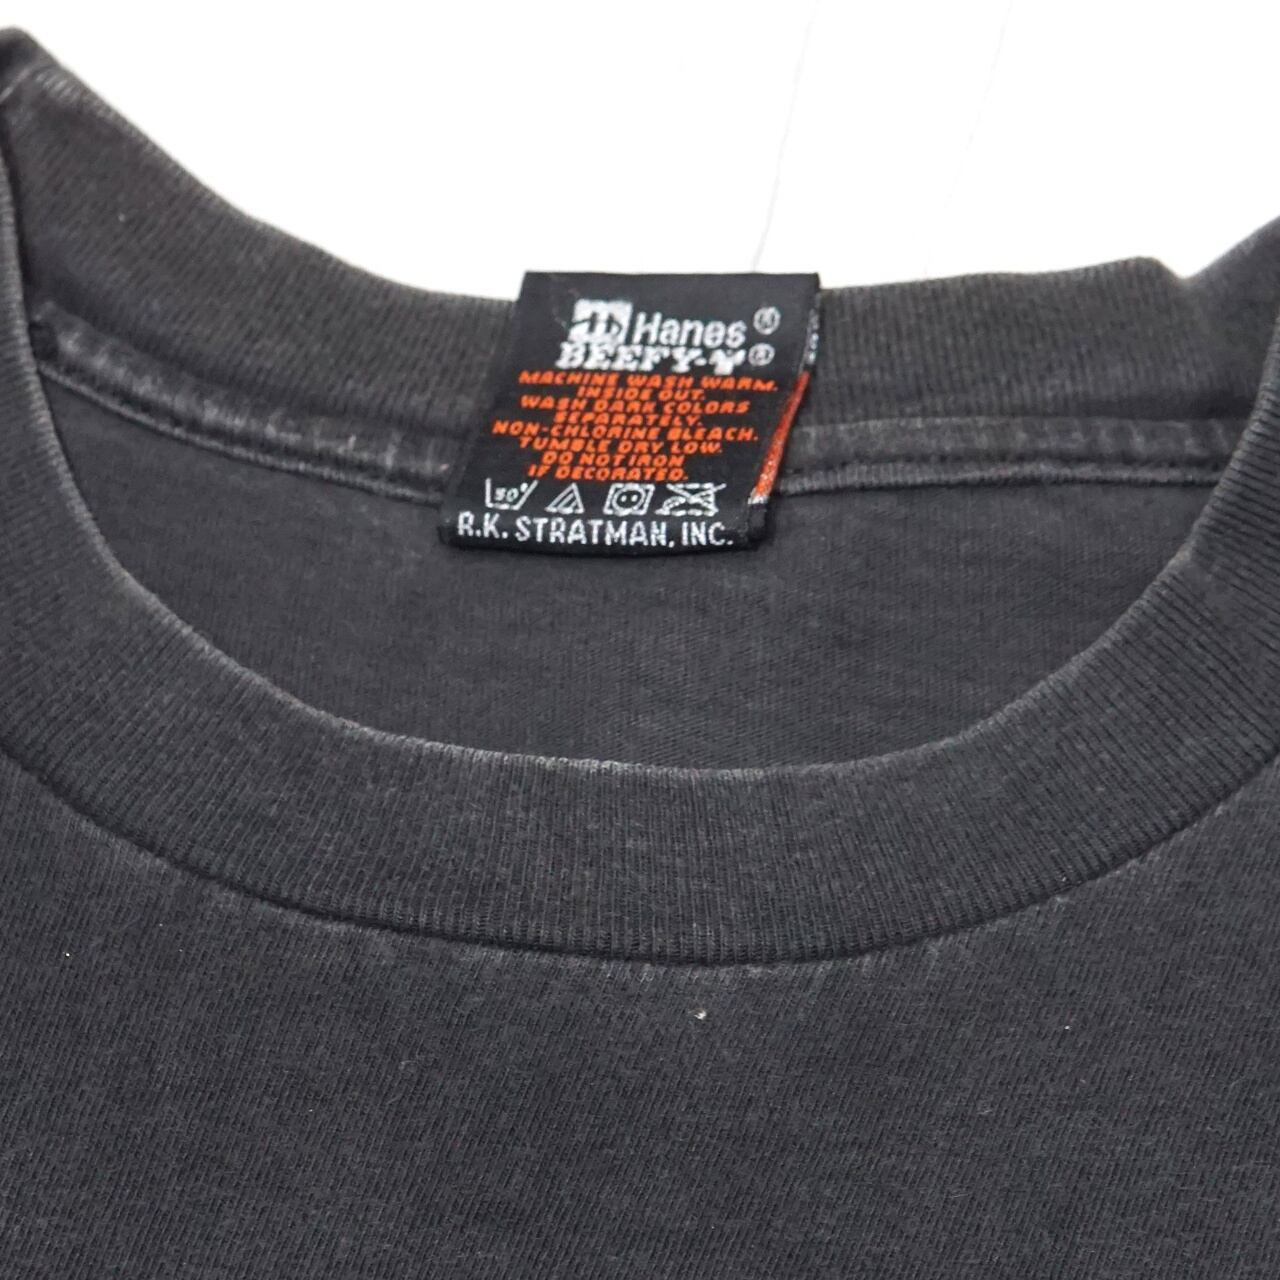 Hanes®
BEEFY-T®
MACHINE WASH WARM.
INSIDE OUT.
WASH DARK COLORS
SEPARATELY.
NON-CHLORINE BLEACH.
TUMBLE DRY LOW.
DO NOT IRON
IF DECORATED.
50°
R.K. STRATMAN, INC.